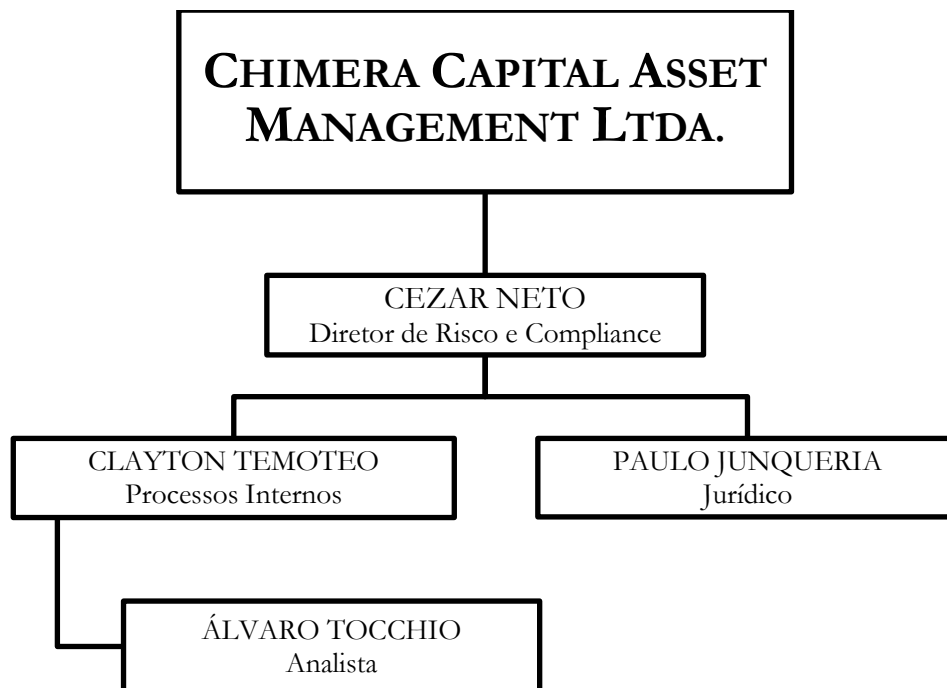 CHIMERA CAPITAL ASSET
MANAGEMENT LTDA.
CEZAR NETO
Diretor de Risco e Compliance
CLAYTON TEMOTEO
Processos Internos
PAULO JUNQUERIA
Jurídico
ÁLVARO TOCCHIO
Analista